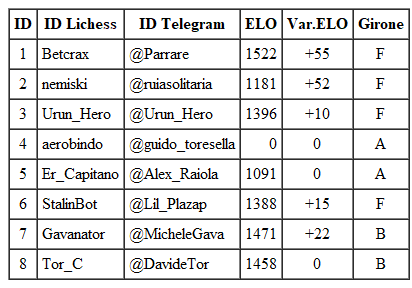 ID ID Lichess ID Telegram ELO Var.ELO Girone
1 Betcrax @Parrare 1522 +55 F
2 nemiski @ruiasolitaria 1181 +52 F
3 Urun_Hero @Urun_Hero 1396 +10 F
4 aerobindo @guido_toresella 0 0 A
5 Er_Capitano @Alex_Raiola 1091 0 A
6 StalinBot @Lil_Plazap 1388 +15 F
7 Gavanator @MicheleGava 1471 +22 B
8 Tor_C @DavideTor 1458 0 B